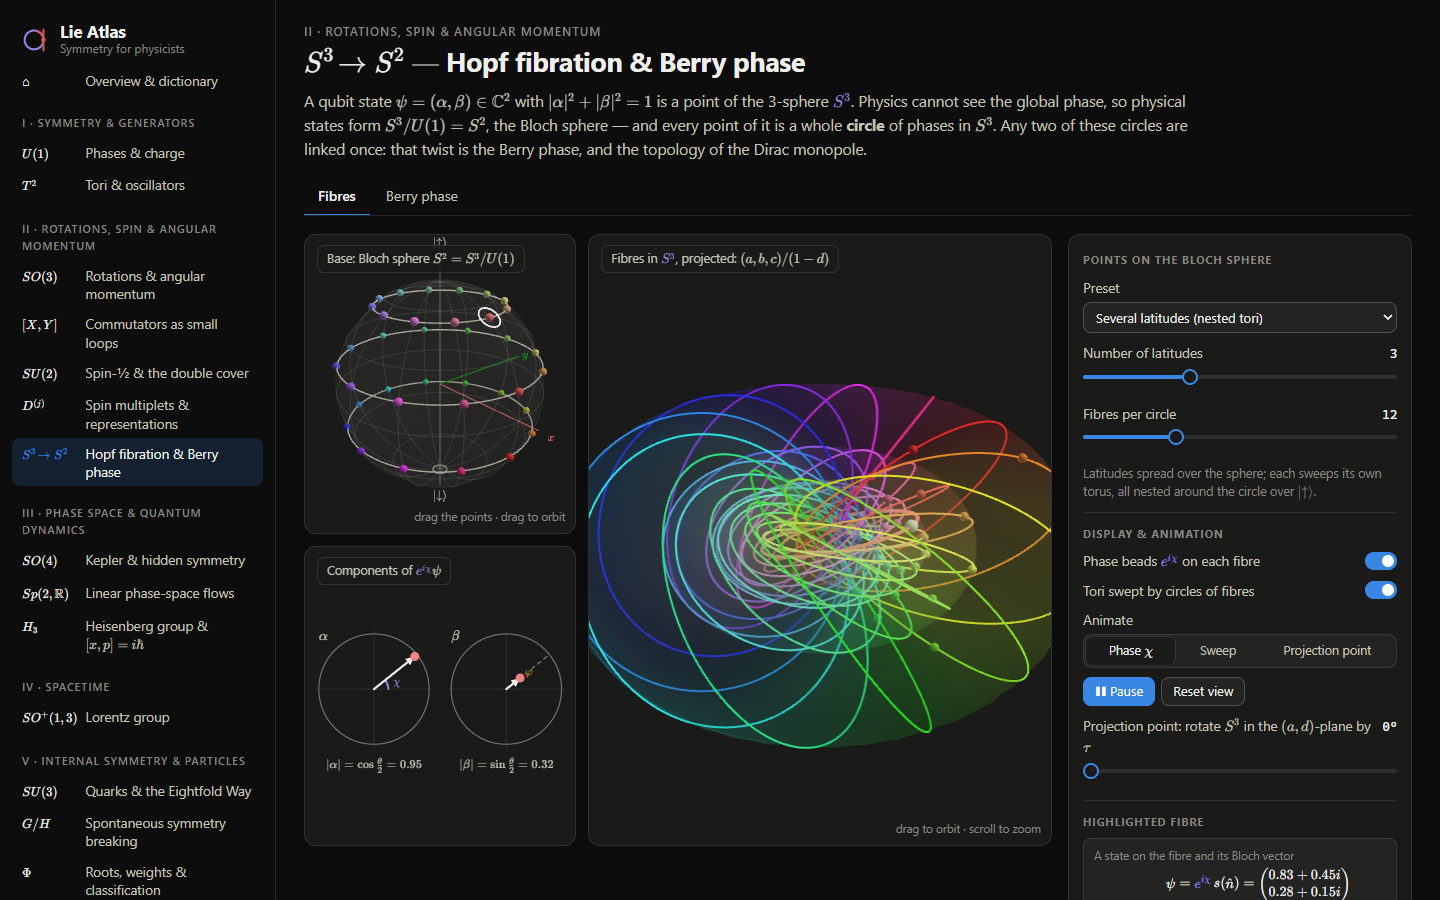 Lie Atlas
Symmetry for physicists
⌂ Overview & dictionary
I · SYMMETRY & GENERATORS
U(1) Phases & charge
T² Tori & oscillators
II · ROTATIONS, SPIN & ANGULAR
MOMENTUM
SO(3) Rotations & angular
momentum
[X, Y] Commutators as small
loops
SU(2) Spin-½ & the double cover
D⁽ʲ⁾ Spin multiplets &
representations
S³ → S² Hopf fibration & Berry
phase
III · PHASE SPACE & QUANTUM
DYNAMICS
SO(4) Kepler & hidden symmetry
Sp(2, ℝ) Linear phase-space flows
H₃ Heisenberg group &
[x, p] = iħ
IV · SPACETIME
SO⁺(1, 3) Lorentz group
V · INTERNAL SYMMETRY & PARTICLES
SU(3) Quarks & the Eightfold Way
G/H Spontaneous symmetry
breaking
Φ Roots, weights &
classification
II · ROTATIONS, SPIN & ANGULAR MOMENTUM
S³ → S² — Hopf fibration & Berry phase
A qubit state ψ = (α, β) ∈ ℂ² with |α|² + |β|² = 1 is a point of the 3-sphere S³. Physics cannot see the global phase, so physical
states form S³/U(1) = S², the Bloch sphere — and every point of it is a whole circle of phases in S³. Any two of these circles are
linked once: that twist is the Berry phase, and the topology of the Dirac monopole.
Fibres Berry phase
|↑⟩
Base: Bloch sphere S² = S³/U(1)
y
x
|↓⟩
drag the points · drag to orbit
Components of e^{iχ}ψ
α β
χ φ
|α| = cos θ/2 = 0.95 |β| = sin θ/2 = 0.32
Fibres in S³, projected: (a, b, c)/(1 − d)
drag to orbit · scroll to zoom
POINTS ON THE BLOCH SPHERE
Preset
Several latitudes (nested tori)
Number of latitudes 3
Fibres per circle 12
Latitudes spread over the sphere; each sweeps its own
torus, all nested around the circle over |↑⟩.
DISPLAY & ANIMATION
Phase beads e^{iχ} on each fibre
Tori swept by circles of fibres
Animate
Phase χ Sweep Projection point
Pause Reset view
Projection point: rotate S³ in the (a, d)-plane by 0°
τ
HIGHLIGHTED FIBRE
A state on the fibre and its Bloch vector
ψ = e^{iχ} s(n̂) = (0.83 + 0.45i
0.28 + 0.15i)